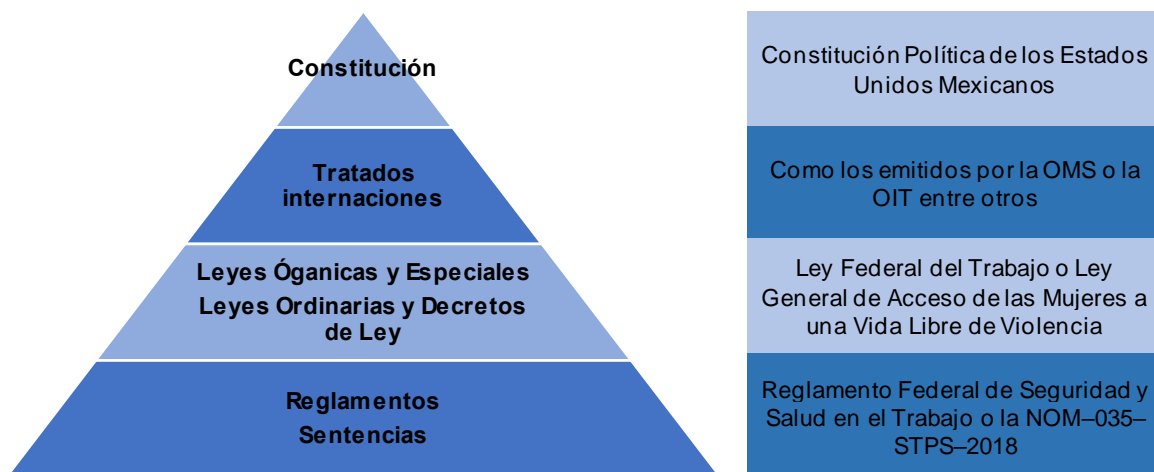 Constitución
Constitución Política de los Estados
Unidos Mexicanos
Tratados
internaciones
Como los emitidos por la OMS o la
OIT entre otros
Leyes Óganicas y Especiales
Leyes Ordinarias y Decretos
de Ley
Ley Federal del Trabajo o Ley
General de Acceso de las Mujeres a
una Vida Libre de Violencia
Reglamentos
Sentencias
Reglamento Federal de Seguridad y
Salud en el Trabajo o la NOM–035–
STPS–2018